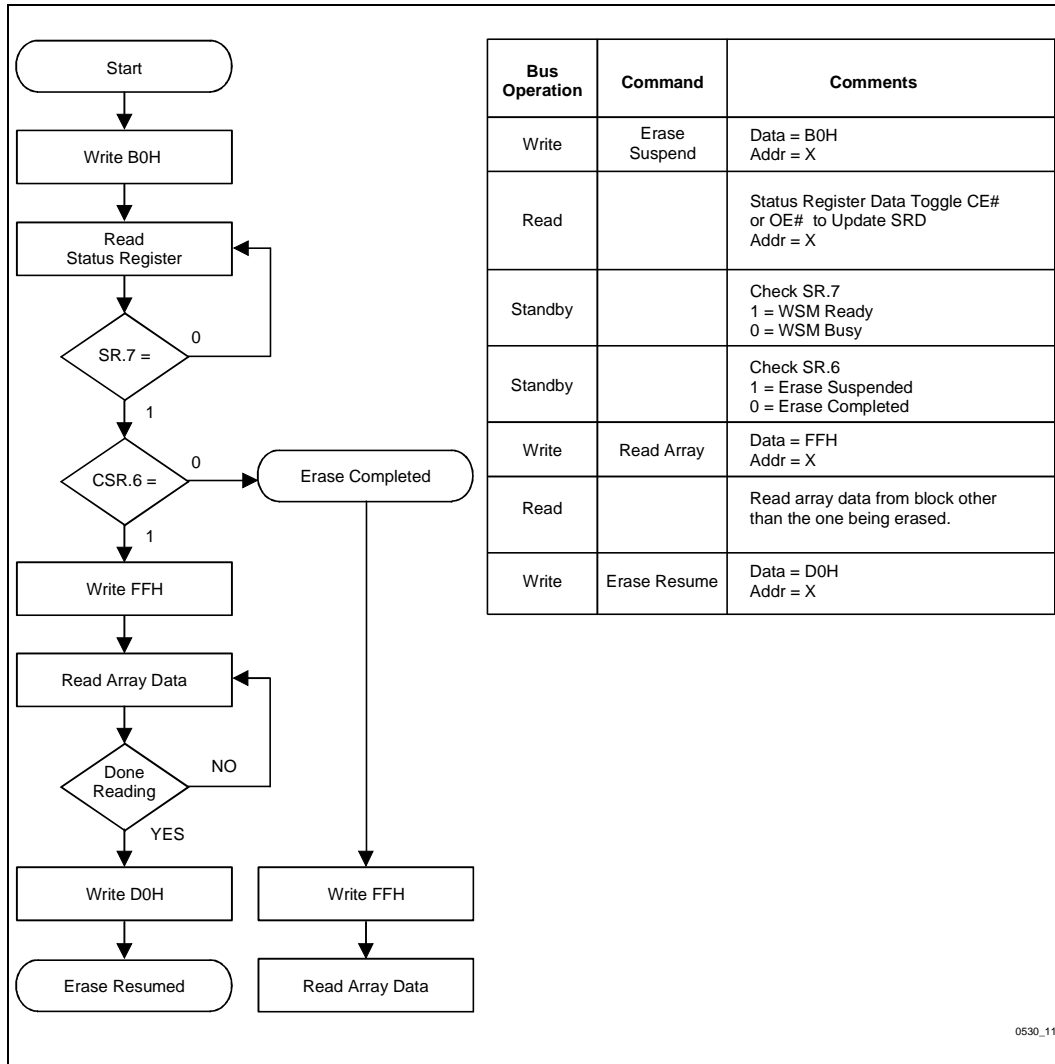 Start
Write B0H
Read
Status Register
SR.7 =
0
1
CSR.6 =
0
Erase Completed
1
Write FFH
Read Array Data
Done
Reading
NO
YES
Write D0H
Write FFH
Erase Resumed
Read Array Data
Bus
Operation
Command
Comments
Write
Erase
Suspend
Data = B0H
Addr = X
Read
Status Register Data Toggle CE#
or OE# to Update SRD
Addr = X
Standby
Check SR.7
1 = WSM Ready
0 = WSM Busy
Standby
Check SR.6
1 = Erase Suspended
0 = Erase Completed
Write
Read Array
Data = FFH
Addr = X
Read
Read array data from block other
than the one being erased.
Write
Erase Resume
Data = D0H
Addr = X
0530_11